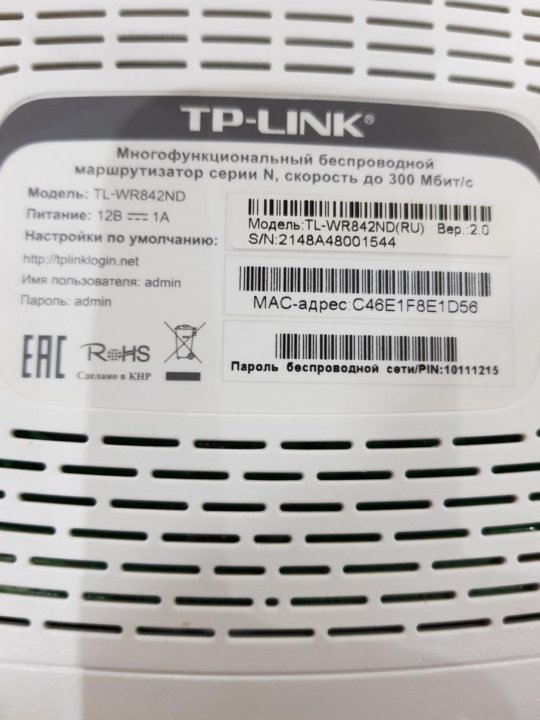 TP-LINK®
Многофункциональный беспроводной
маршрутизатор серии N, скорость до 300 Мбит/с
Модель: TL-WR842ND
Питание: 12В ⎓ 1А
Настройки по умолчанию:
http://tplinklogin.net
Имя пользователя: admin
Пароль: admin
Модель:TL-WR842ND(RU) Вер.:2.0
S/N:2148A48001544
MAC-адрес:C46E1F8E1D56
Пароль беспроводной сети/PIN:10111215
EAC
RoHS
Сделано в КНР